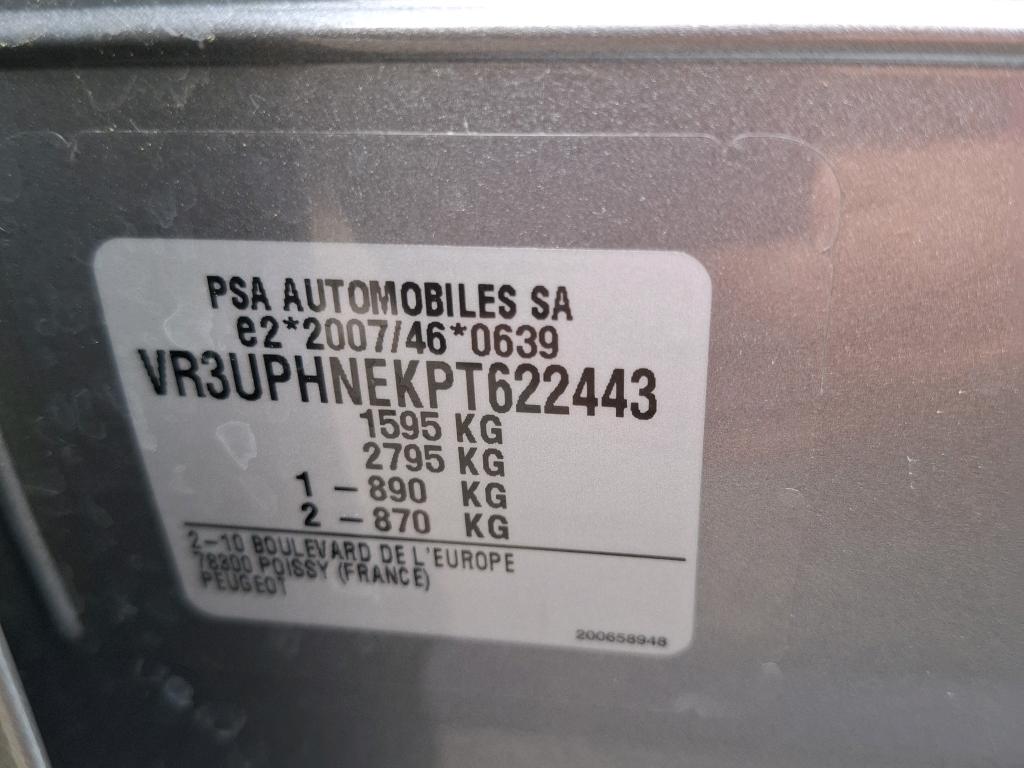 PSA AUTOMOBILES SA
e2*2007/46*0639
VR3UPHNEKPT622443
1595 KG
2795 KG
1 – 890 KG
2 – 870 KG
2–10 BOULEVARD DE L'EUROPE
78300 POISSY (FRANCE)
PEUGEOT
200658948